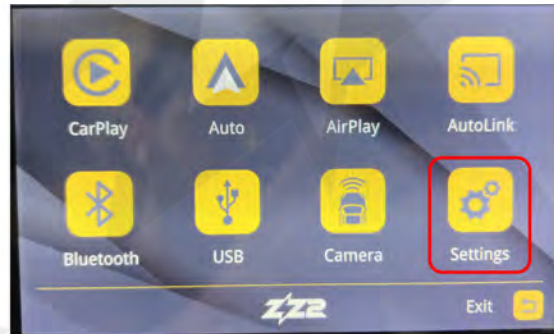 CarPlay Auto AirPlay AutoLink
Bluetooth USB Camera Settings
ZZ2 Exit